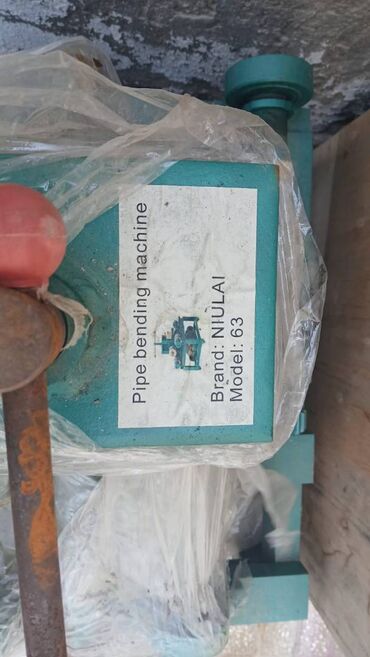 Pipe bending machine
Brand: NIULAI
Model: 63